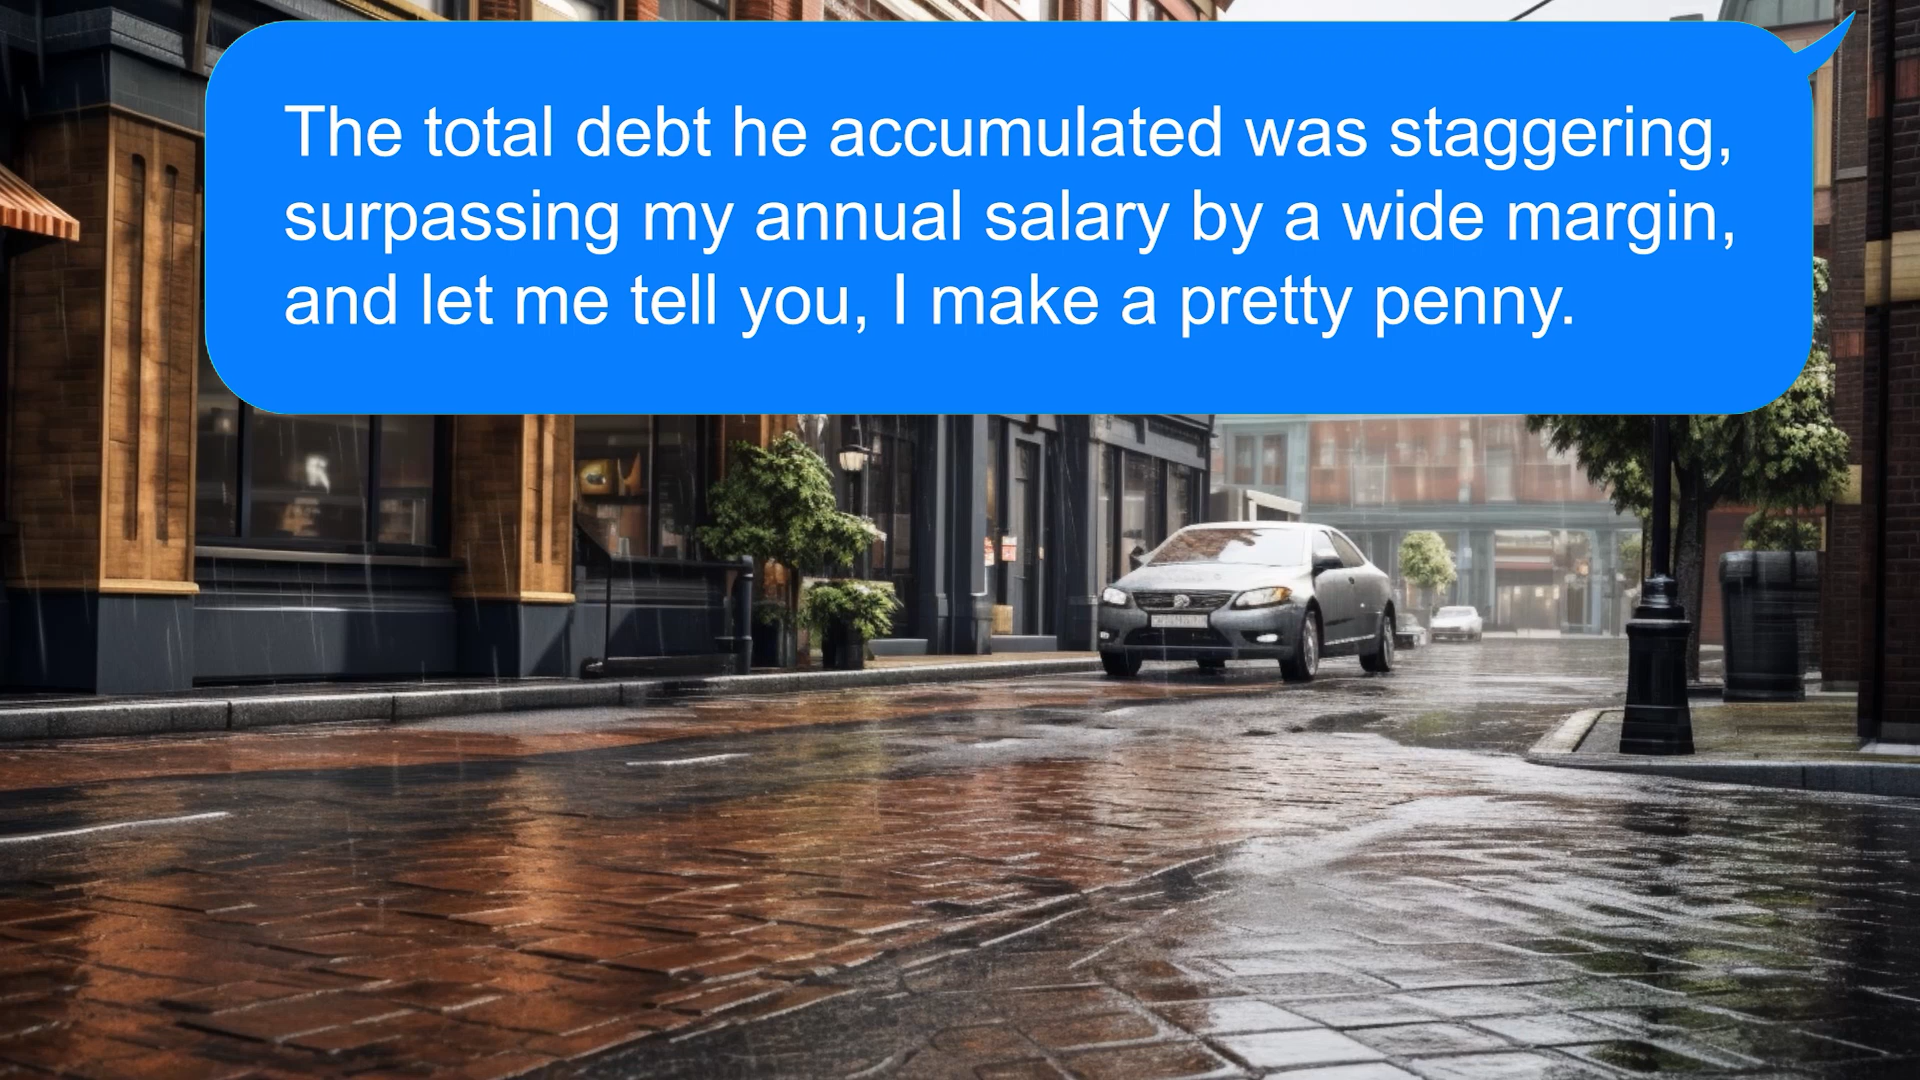 The total debt he accumulated was staggering,
surpassing my annual salary by a wide margin,
and let me tell you, I make a pretty penny.